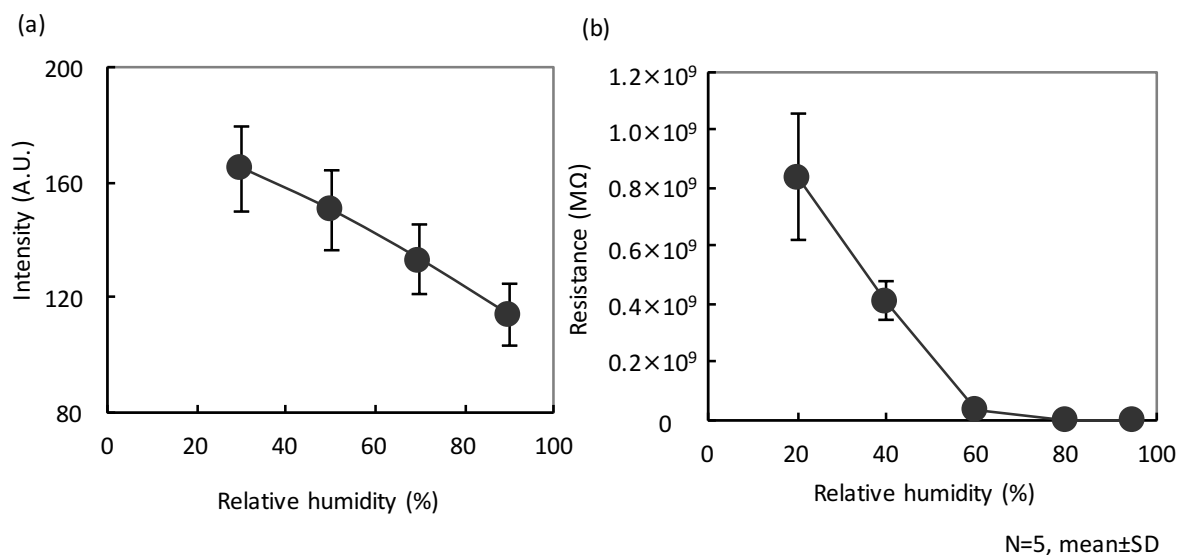 (a)
200
160
120
80
0 20 40 60 80 100
Intensity (A.U.)
Relative humidity (%)
(b)
1.2×10⁹
1.0×10⁹
0.8×10⁹
0.6×10⁹
0.4×10⁹
0.2×10⁹
0
0 20 40 60 80 100
Resistance (MΩ)
Relative humidity (%)
N=5, mean±SD